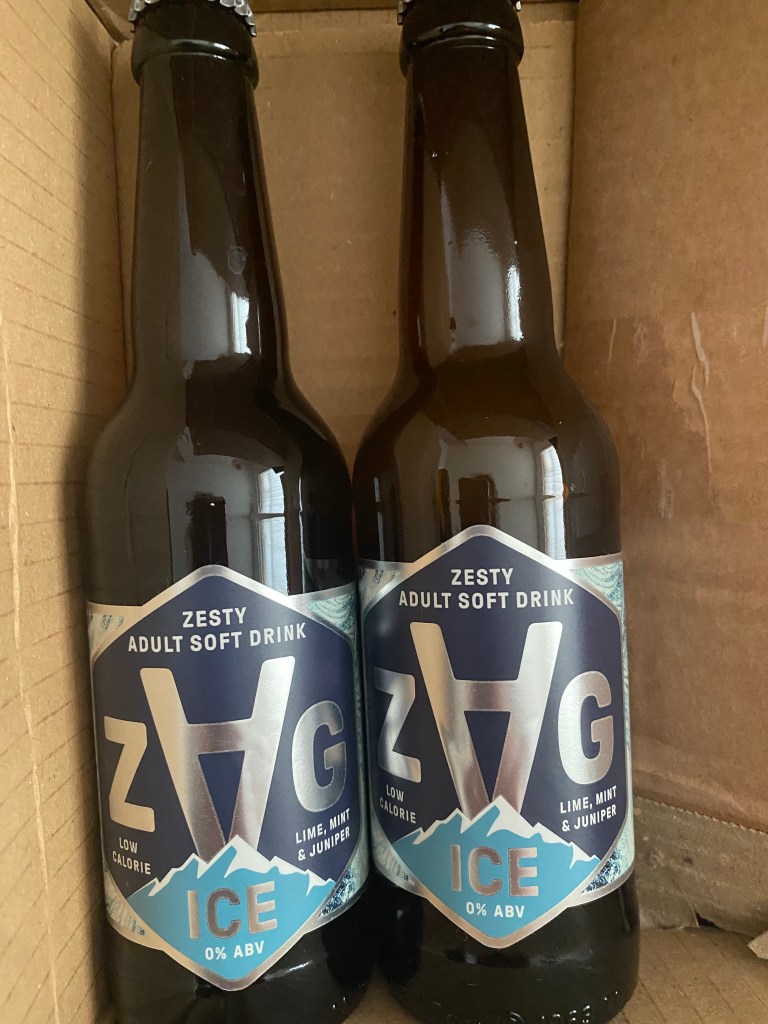 ZESTY
ADULT SOFT DRINK
ZAG
LOW
CALORIE
LIME, MINT
& JUNIPER
ICE
0% ABV
ZESTY
ADULT SOFT DRINK
ZAG
LOW
CALORIE
LIME, MINT
& JUNIPER
ICE
0% ABV